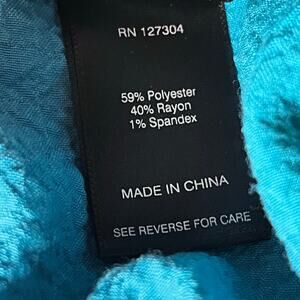 RN 127304
59% Polyester
40% Rayon
1% Spandex
MADE IN CHINA
SEE REVERSE FOR CARE